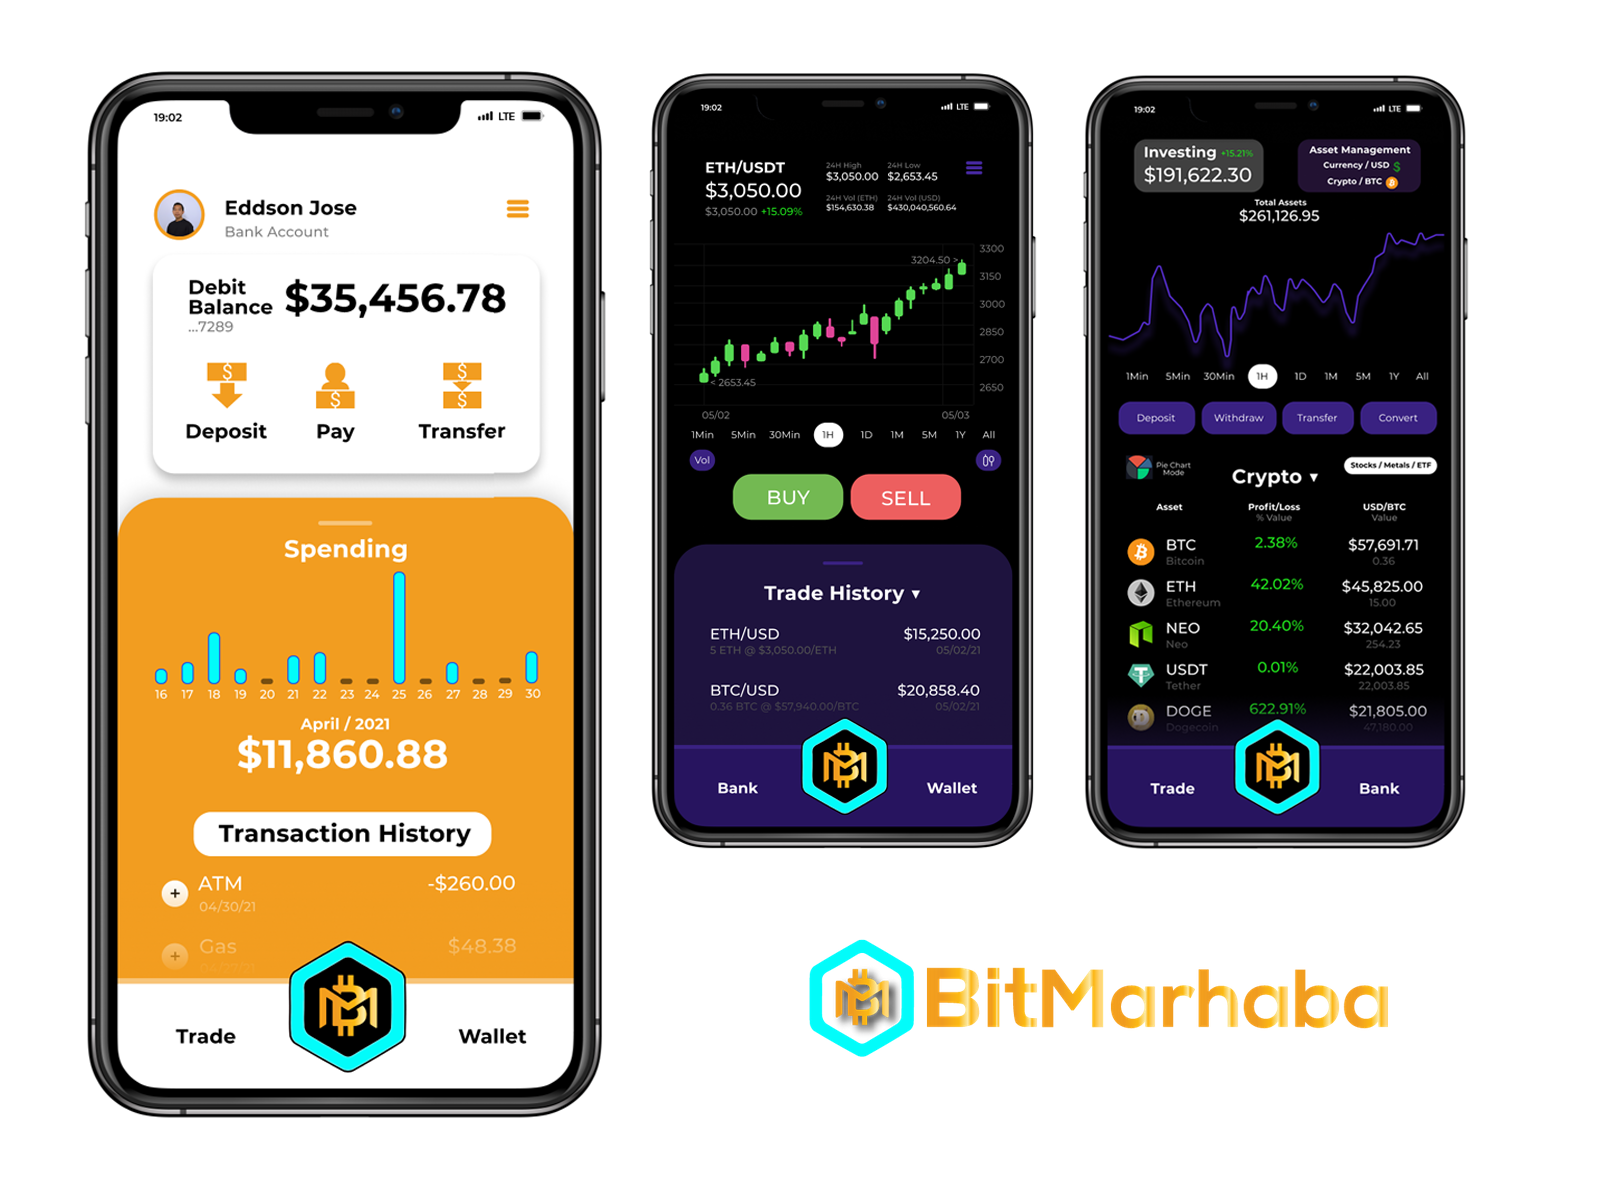 19:02
LTE
Eddson Jose
Bank Account
Debit
Balance
...7289
$35,456.78
Deposit
Pay
Transfer
Spending
16 17 18 19 20 21 22 23 24 25 26 27 28 29 30
April / 2021
$11,860.88
Transaction History
+ ATM -$260.00
04/30/21
+ Gas $48.38
Trade
Wallet
19:02
LTE
ETH/USDT
$3,050.00
$3,050.00 +15.09%
24H High
$3,050.00
24H Low
$2,653.45
24H Vol (ETH)
$154,630.38
24H Vol (USD)
$430,040,560.64
3300
3204.50 >
3150
3000
2850
2700
< 2653.45
2650
05/02 05/03
1Min 5Min 30Min 1H 1D 1M 5M 1Y All
Vol
BUY
SELL
Trade History ▾
ETH/USD $15,250.00
5 ETH @ $3,050.00/ETH 05/02/21
BTC/USD $20,858.40
0.36 BTC @ $57,940.00/BTC 05/02/21
Bank
Wallet
19:02
LTE
Investing +15.21%
$191,622.30
Asset Management
Currency / USD $
Crypto / BTC
Total Assets
$261,126.95
1Min 5Min 30Min 1H 1D 1M 5M 1Y All
Deposit
Withdraw
Transfer
Convert
Pie Chart
Mode
Crypto ▾
Stocks / Metals / ETF
Asset Profit/Loss USD/BTC
% Value Value
BTC 2.38% $57,691.71
Bitcoin 0.36
ETH 42.02% $45,825.00
Ethereum 15.00
NEO 20.40% $32,042.65
Neo 254.23
USDT 0.01% $22,003.85
Tether 22,003.85
DOGE 622.91% $21,805.00
Dogecoin 47,180.00
Trade
Bank
BitMarhaba